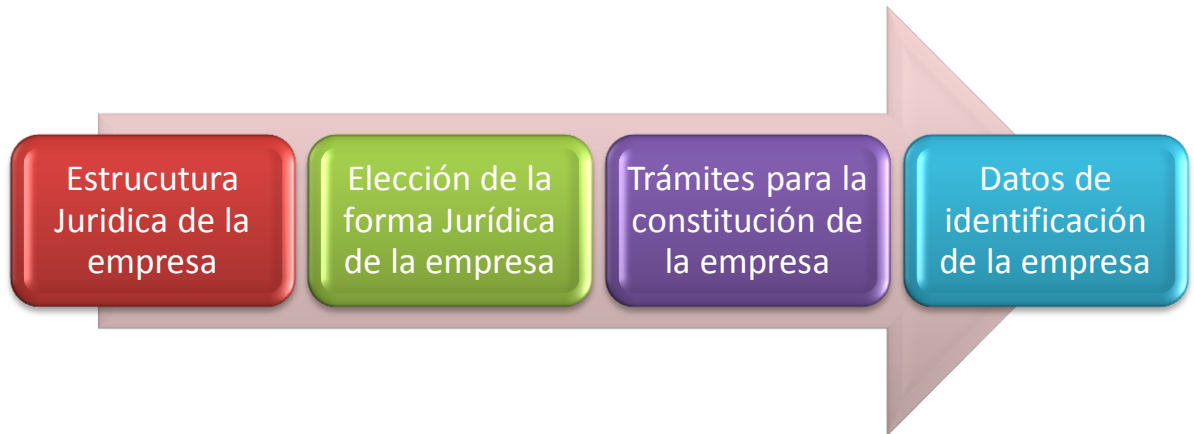 Estrucutura
Juridica de la
empresa
Elección de la
forma Jurídica
de la empresa
Trámites para la
constitución de
la empresa
Datos de
identificación
de la empresa